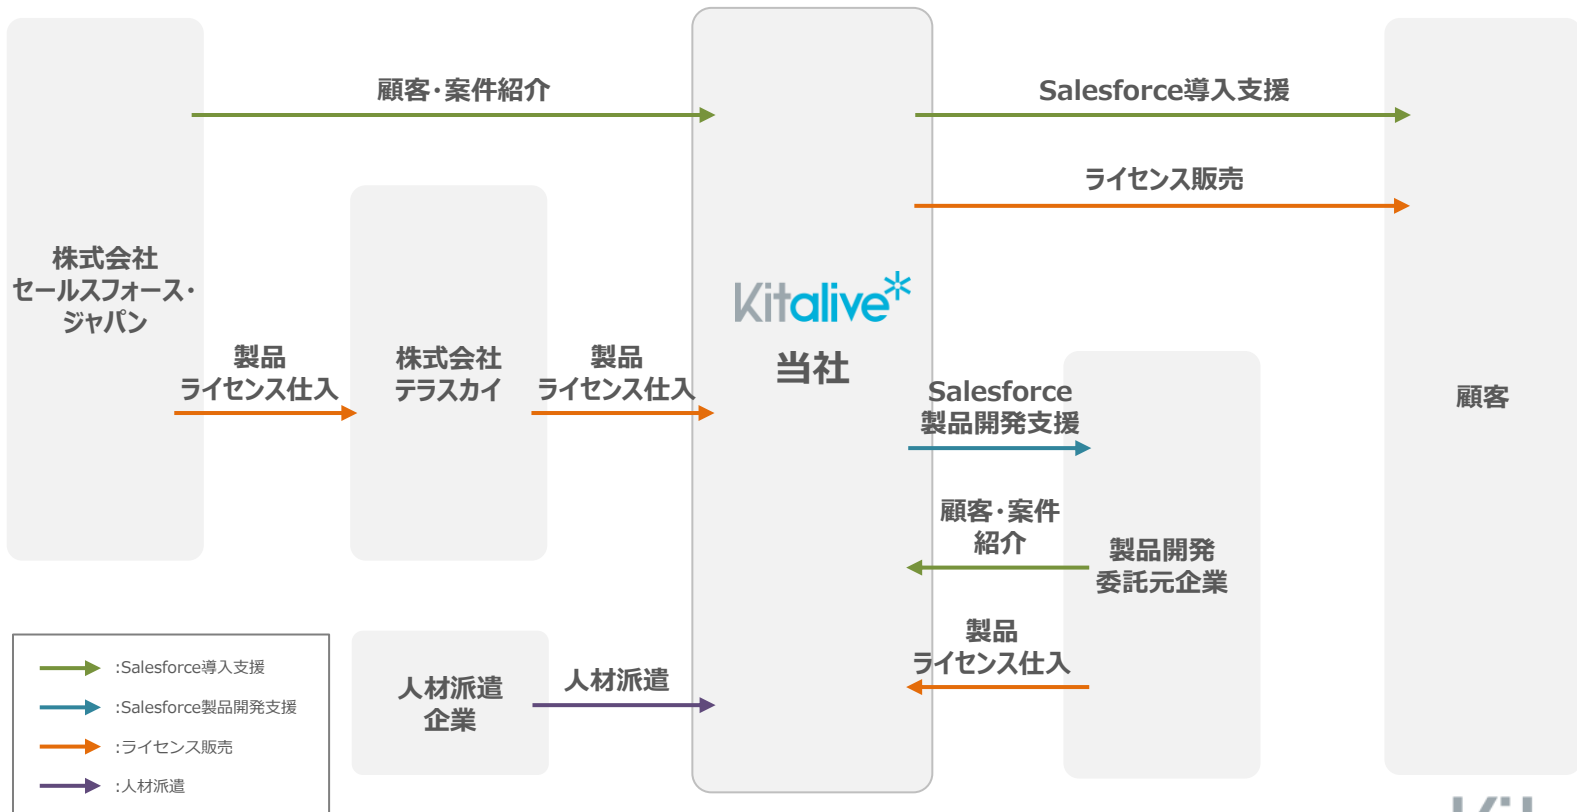 顧客・案件紹介
Salesforce導入支援
ライセンス販売
株式会社
セールスフォース・
ジャパン
Kitalive
当社
製品
ライセンス仕入
株式会社
テラスカイ
製品
ライセンス仕入
Salesforce
製品開発支援
顧客
顧客・案件
紹介
製品開発
委託元企業
製品
ライセンス仕入
人材派遣
企業
人材派遣
:Salesforce導入支援
:Salesforce製品開発支援
:ライセンス販売
:人材派遣